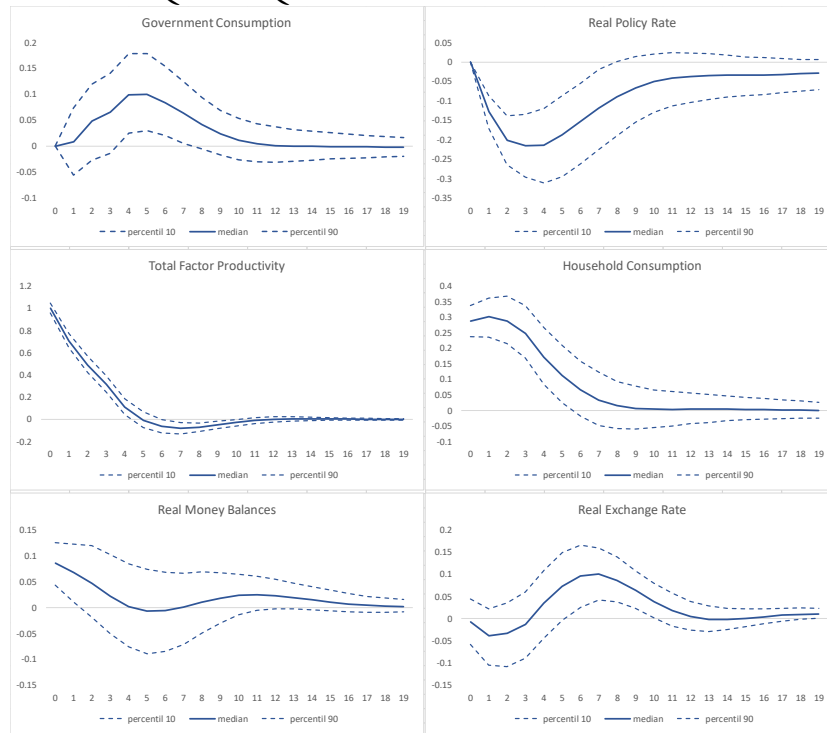 Government Consumption
0.2
0.15
0.1
0.05
0
-0.05
-0.1
0 1 2 3 4 5 6 7 8 9 10 11 12 13 14 15 16 17 18 19
percentil 10 median percentil 90
Real Policy Rate
0.05
0
-0.05
-0.1
-0.15
-0.2
-0.25
-0.3
-0.35
0 1 2 3 4 5 6 7 8 9 10 11 12 13 14 15 16 17 18 19
percentil 10 median percentil 90
Total Factor Productivity
1.2
1
0.8
0.6
0.4
0.2
0
-0.2
0 1 2 3 4 5 6 7 8 9 10 11 12 13 14 15 16 17 18 19
percentil 10 median percentil 90
Household Consumption
0.4
0.35
0.3
0.25
0.2
0.15
0.1
0.05
0
-0.05
-0.1
0 1 2 3 4 5 6 7 8 9 10 11 12 13 14 15 16 17 18 19
percentil 10 median percentil 90
Real Money Balances
0.15
0.1
0.05
0
-0.05
-0.1
-0.15
0 1 2 3 4 5 6 7 8 9 10 11 12 13 14 15 16 17 18 19
percentil 10 median percentil 90
Real Exchange Rate
0.2
0.15
0.1
0.05
0
-0.05
-0.1
-0.15
0 1 2 3 4 5 6 7 8 9 10 11 12 13 14 15 16 17 18 19
percentil 10 median percentil 90